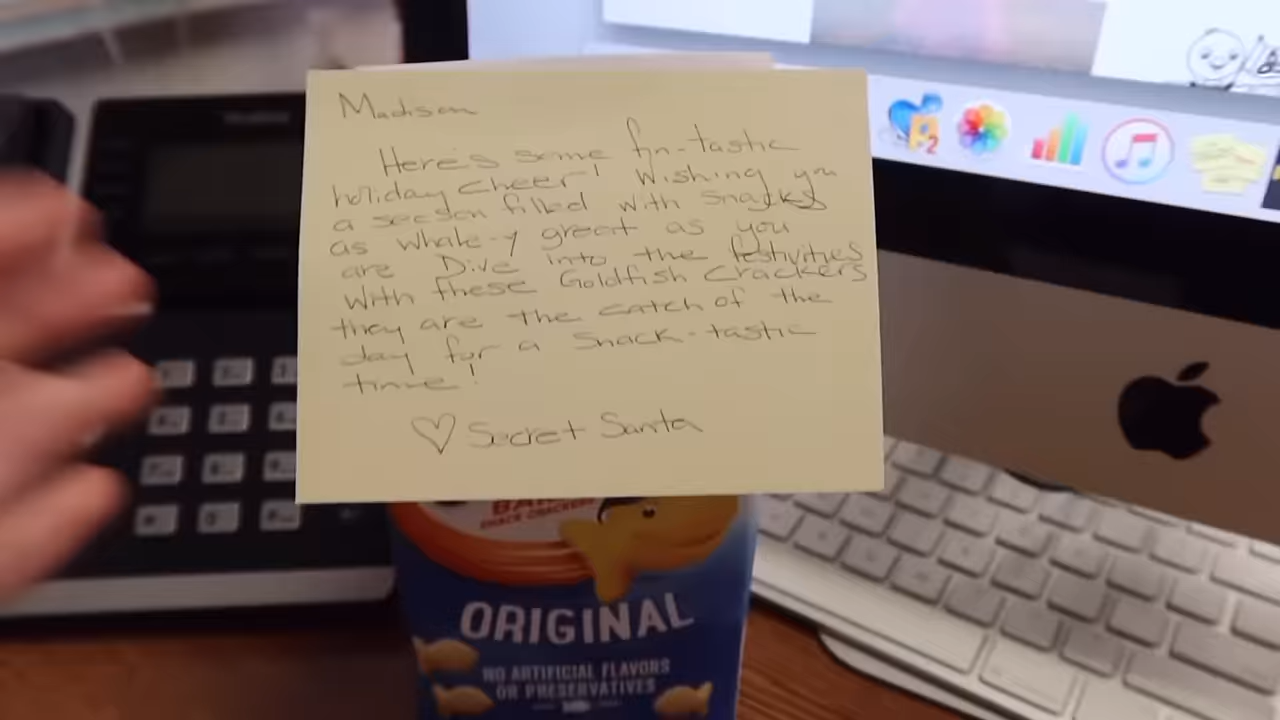 Madison
Here's some fin-tastic
holiday cheer! Wishing you
a season filled with snacks
as whale-y great as you
are Dive into the festivities
with these Goldfish Crackers
they are the catch of the
day for a snack-tastic
time!
♡ Secret Santa
SNACK CRACKERS
ORIGINAL
NO ARTIFICIAL FLAVORS
OR PRESERVATIVES